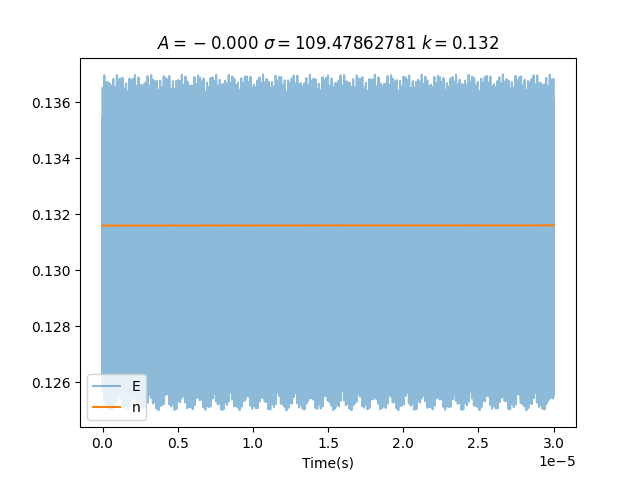 A = − 0.000 σ = 109.47862781 k = 0.132
0.136
0.134
0.132
0.130
0.128
0.126
E
n
0.0 0.5 1.0 1.5 2.0 2.5 3.0
1e−5
Time(s)